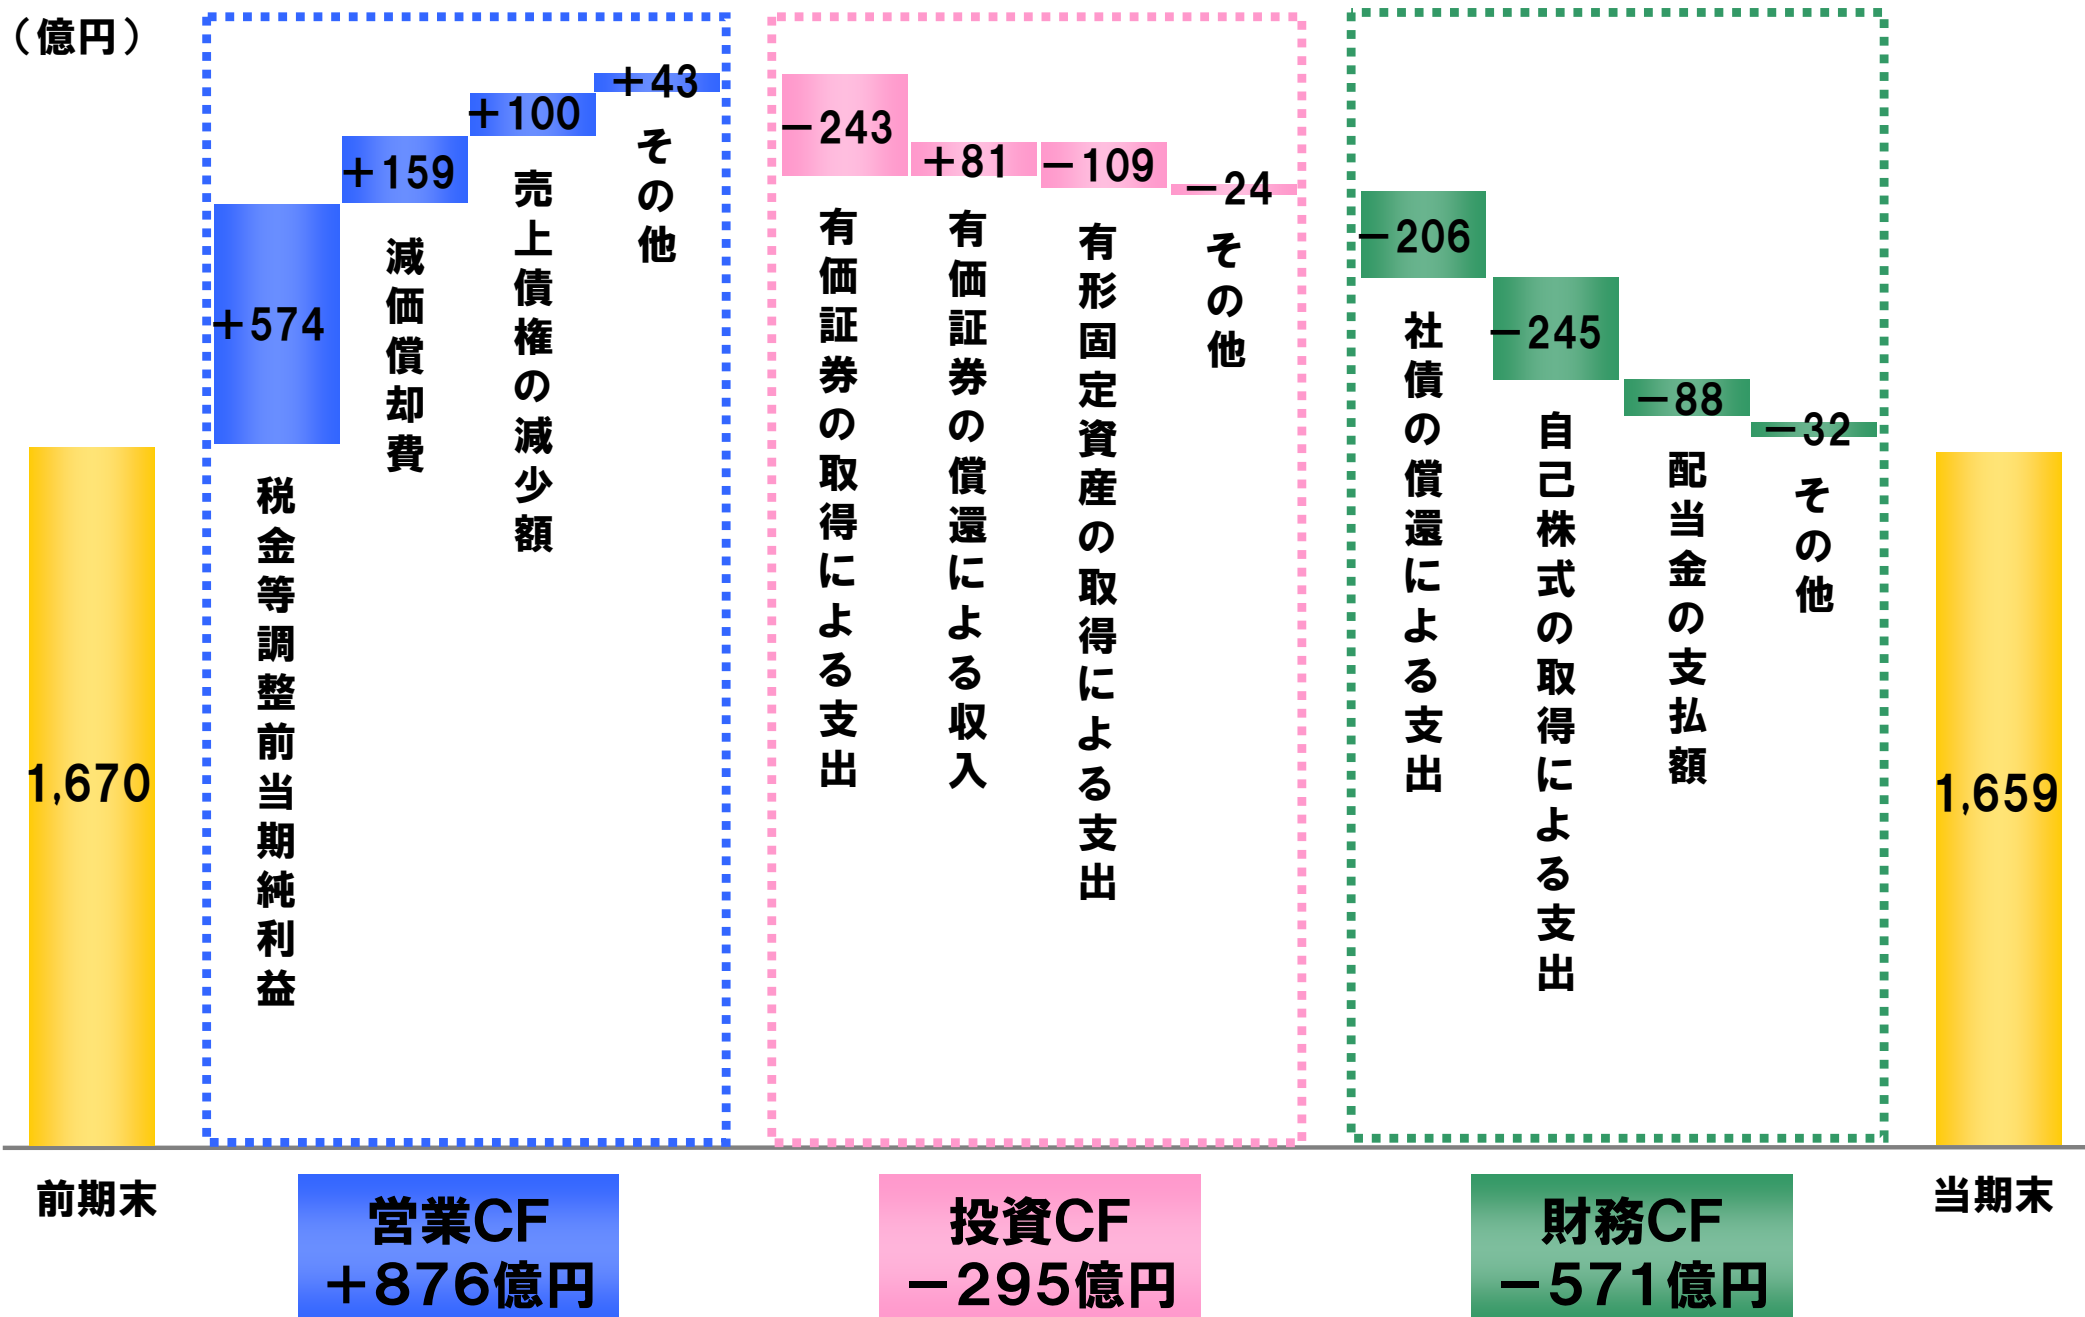 （億円）
1,670
前期末
＋574
税金等調整前当期純利益
＋159
減価償却費
＋100
売上債権の減少額
＋43
その他
営業CF
＋876億円
－243
有価証券の取得による支出
＋81
有価証券の償還による収入
－109
有形固定資産の取得による支出
－24
その他
投資CF
－295億円
－206
社債の償還による支出
－245
自己株式の取得による支出
－88
配当金の支払額
－32
その他
財務CF
－571億円
1,659
当期末